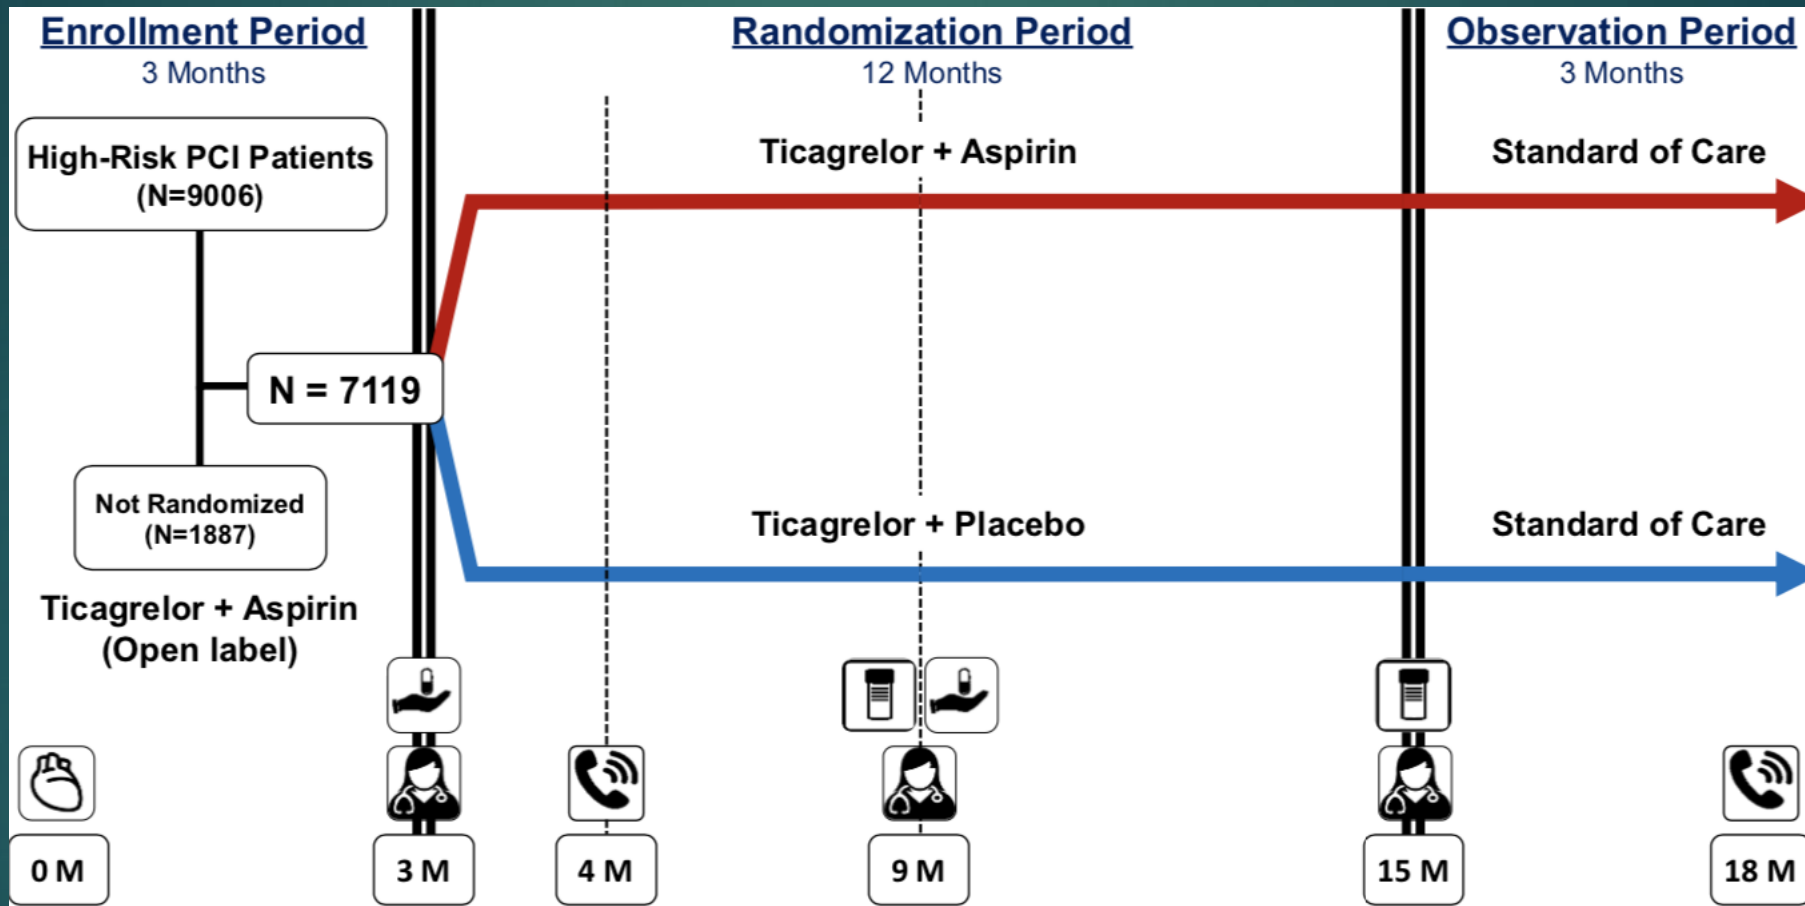 Enrollment Period
3 Months
Randomization Period
12 Months
Observation Period
3 Months
High-Risk PCI Patients
(N=9006)
Ticagrelor + Aspirin
Standard of Care
N = 7119
Not Randomized
(N=1887)
Ticagrelor + Placebo
Standard of Care
Ticagrelor + Aspirin
(Open label)
0 M
3 M
4 M
9 M
15 M
18 M